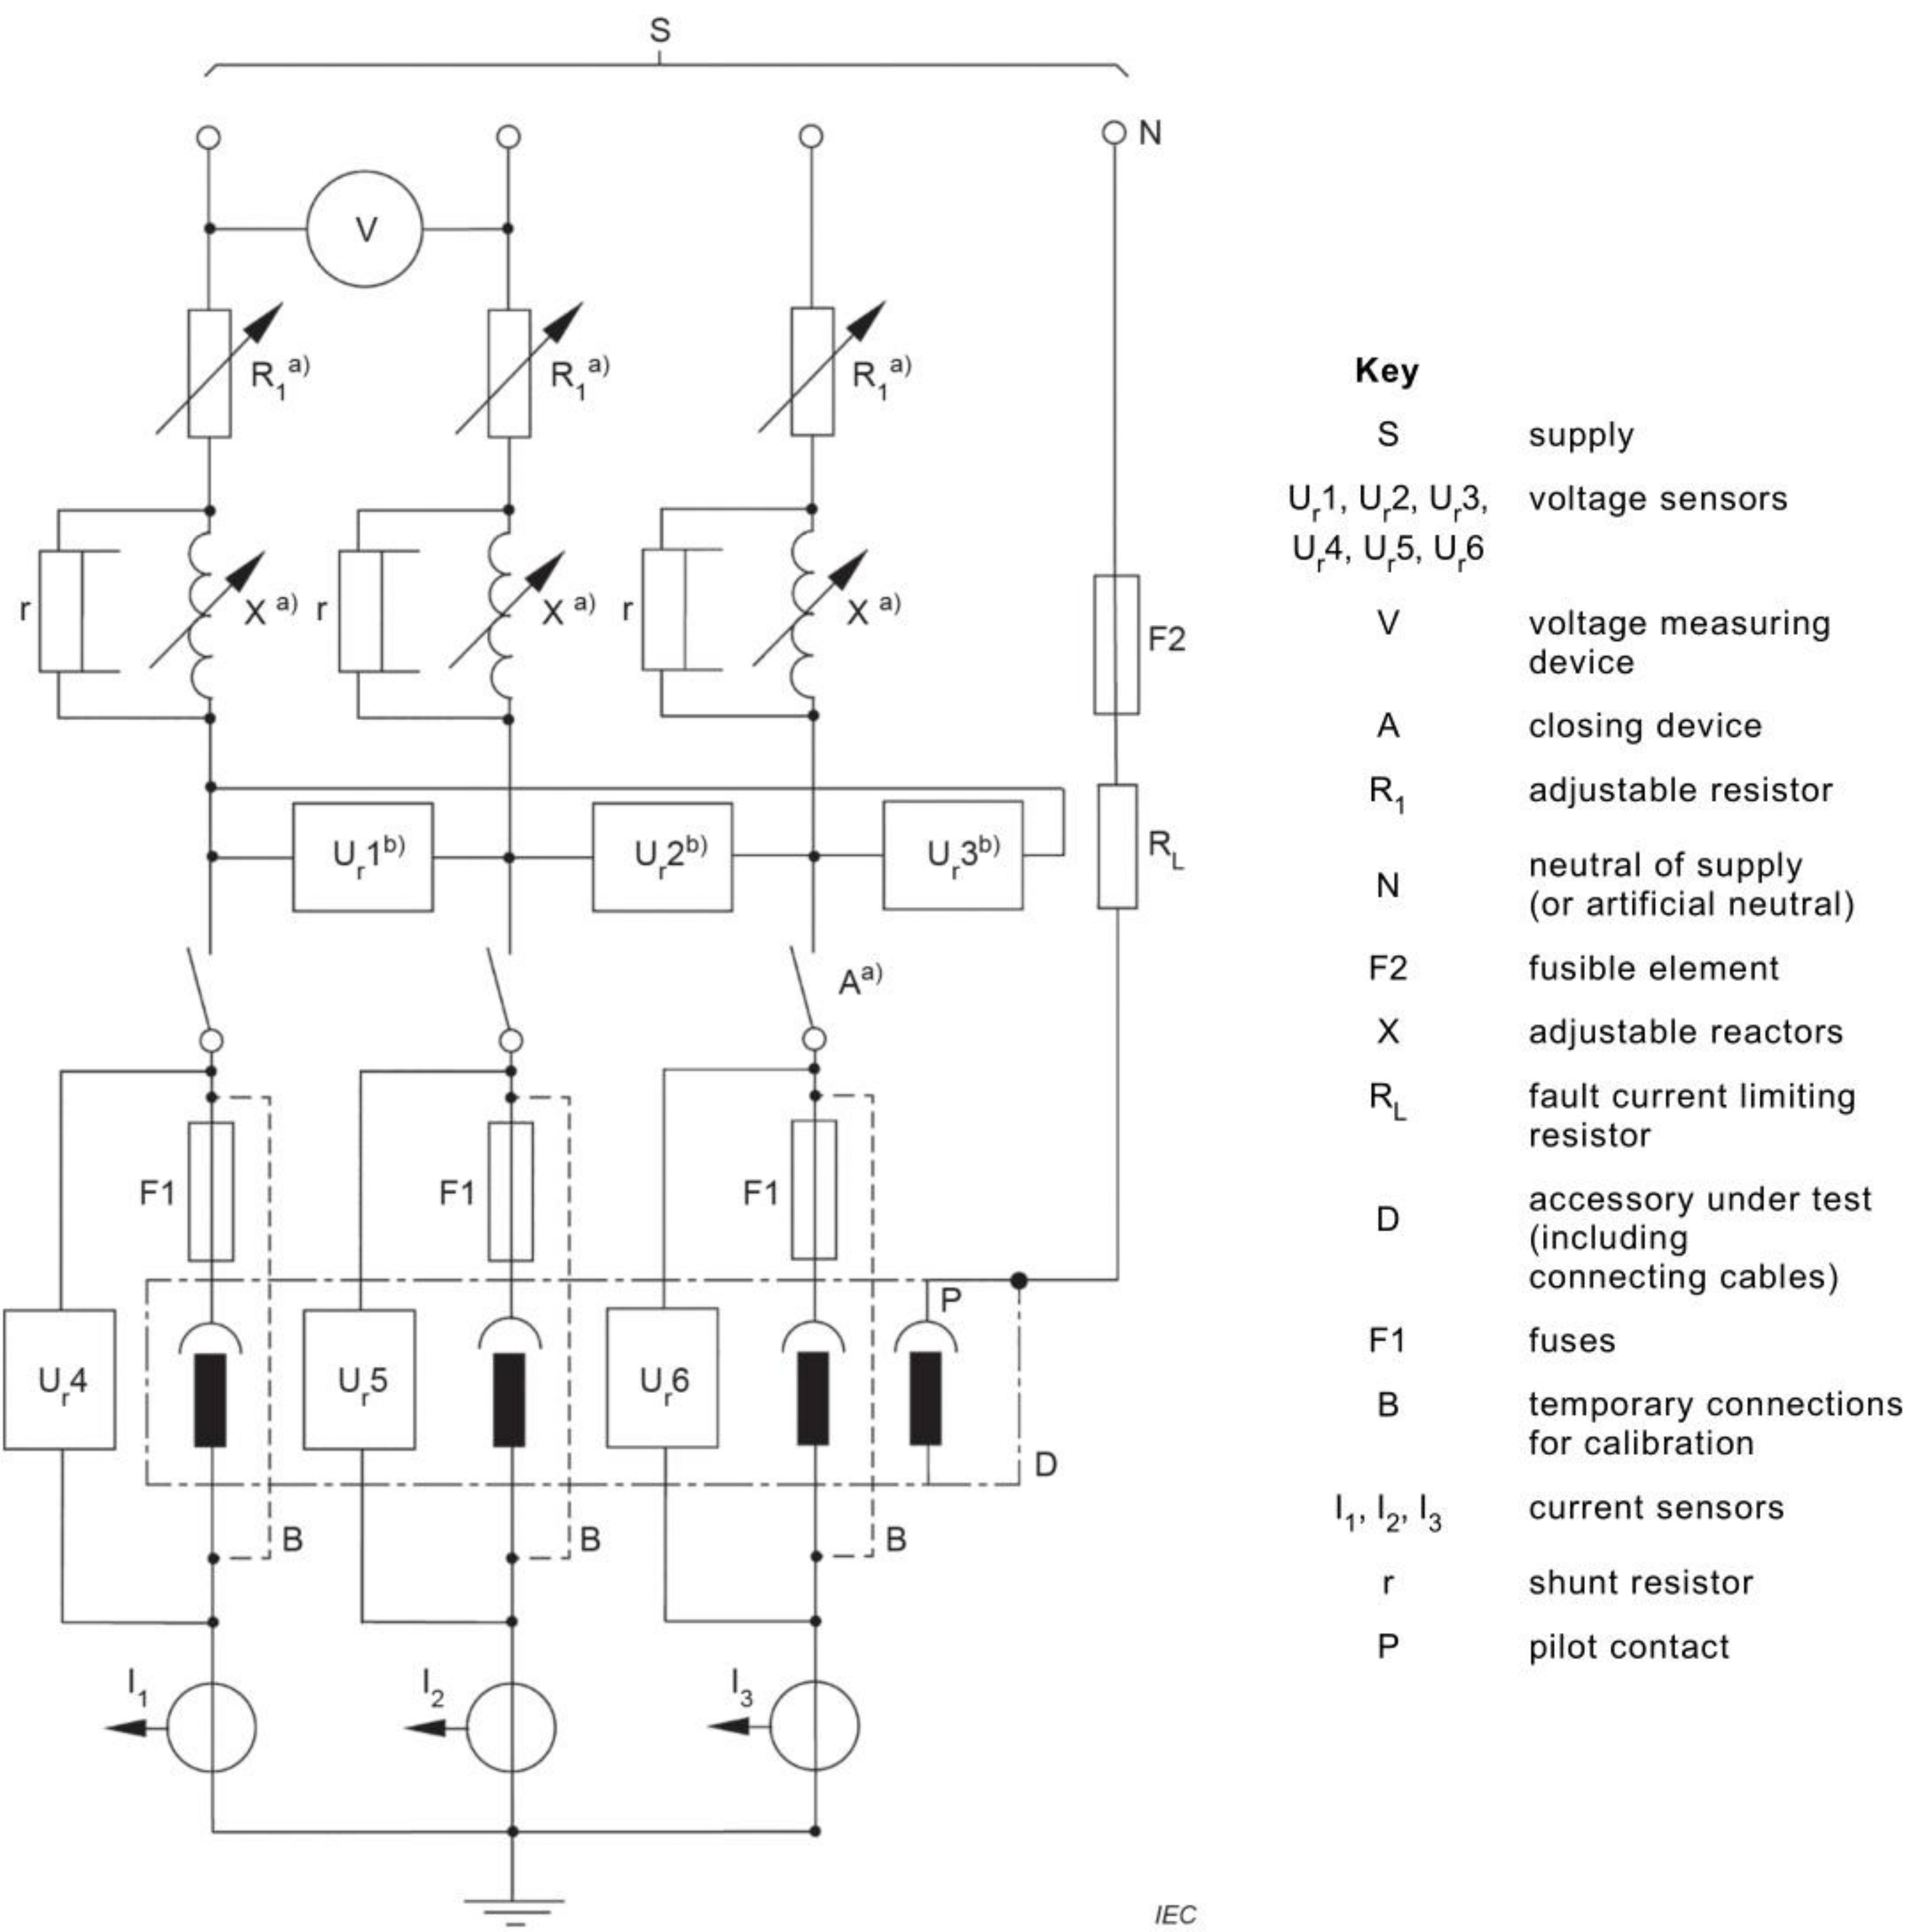 S
N
V
R₁ a) R₁ a) R₁ a)
r X a) r X a) r X a)
F2
Uᵣ1 b) Uᵣ2 b) Uᵣ3 b)
R_L
A a)
F1 F1 F1
P
Uᵣ4 Uᵣ5 Uᵣ6
D
B B B
I₁ I₂ I₃
IEC
Key
S supply
Uᵣ1, Uᵣ2, Uᵣ3, voltage sensors
Uᵣ4, Uᵣ5, Uᵣ6
V voltage measuring
device
A closing device
R₁ adjustable resistor
N neutral of supply
(or artificial neutral)
F2 fusible element
X adjustable reactors
R_L fault current limiting
resistor
D accessory under test
(including
connecting cables)
F1 fuses
B temporary connections
for calibration
I₁, I₂, I₃ current sensors
r shunt resistor
P pilot contact